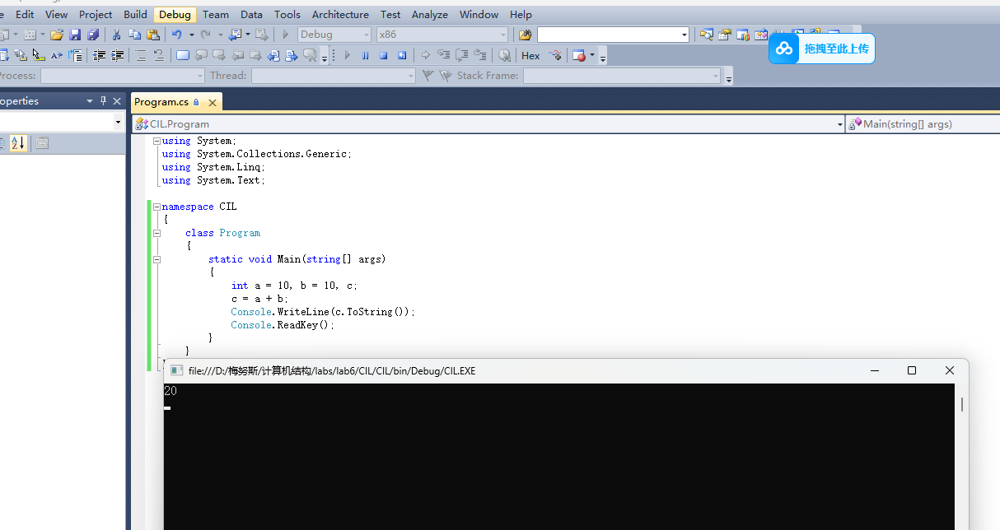 Edit View Project Build Debug Team Data Tools Architecture Test Analyze Window Help
Debug x86
拖拽至此上传
Hex
Process: Thread: Stack Frame:
operties
Program.cs
CIL.Program Main(string[] args)
using System;
using System.Collections.Generic;
using System.Linq;
using System.Text;
namespace CIL
{
class Program
{
static void Main(string[] args)
{
int a = 10, b = 10, c;
c = a + b;
Console.WriteLine(c.ToString());
Console.ReadKey();
}
}
file:///D:/梅努斯/计算机结构/labs/lab6/CIL/CIL/bin/Debug/CIL.EXE
20